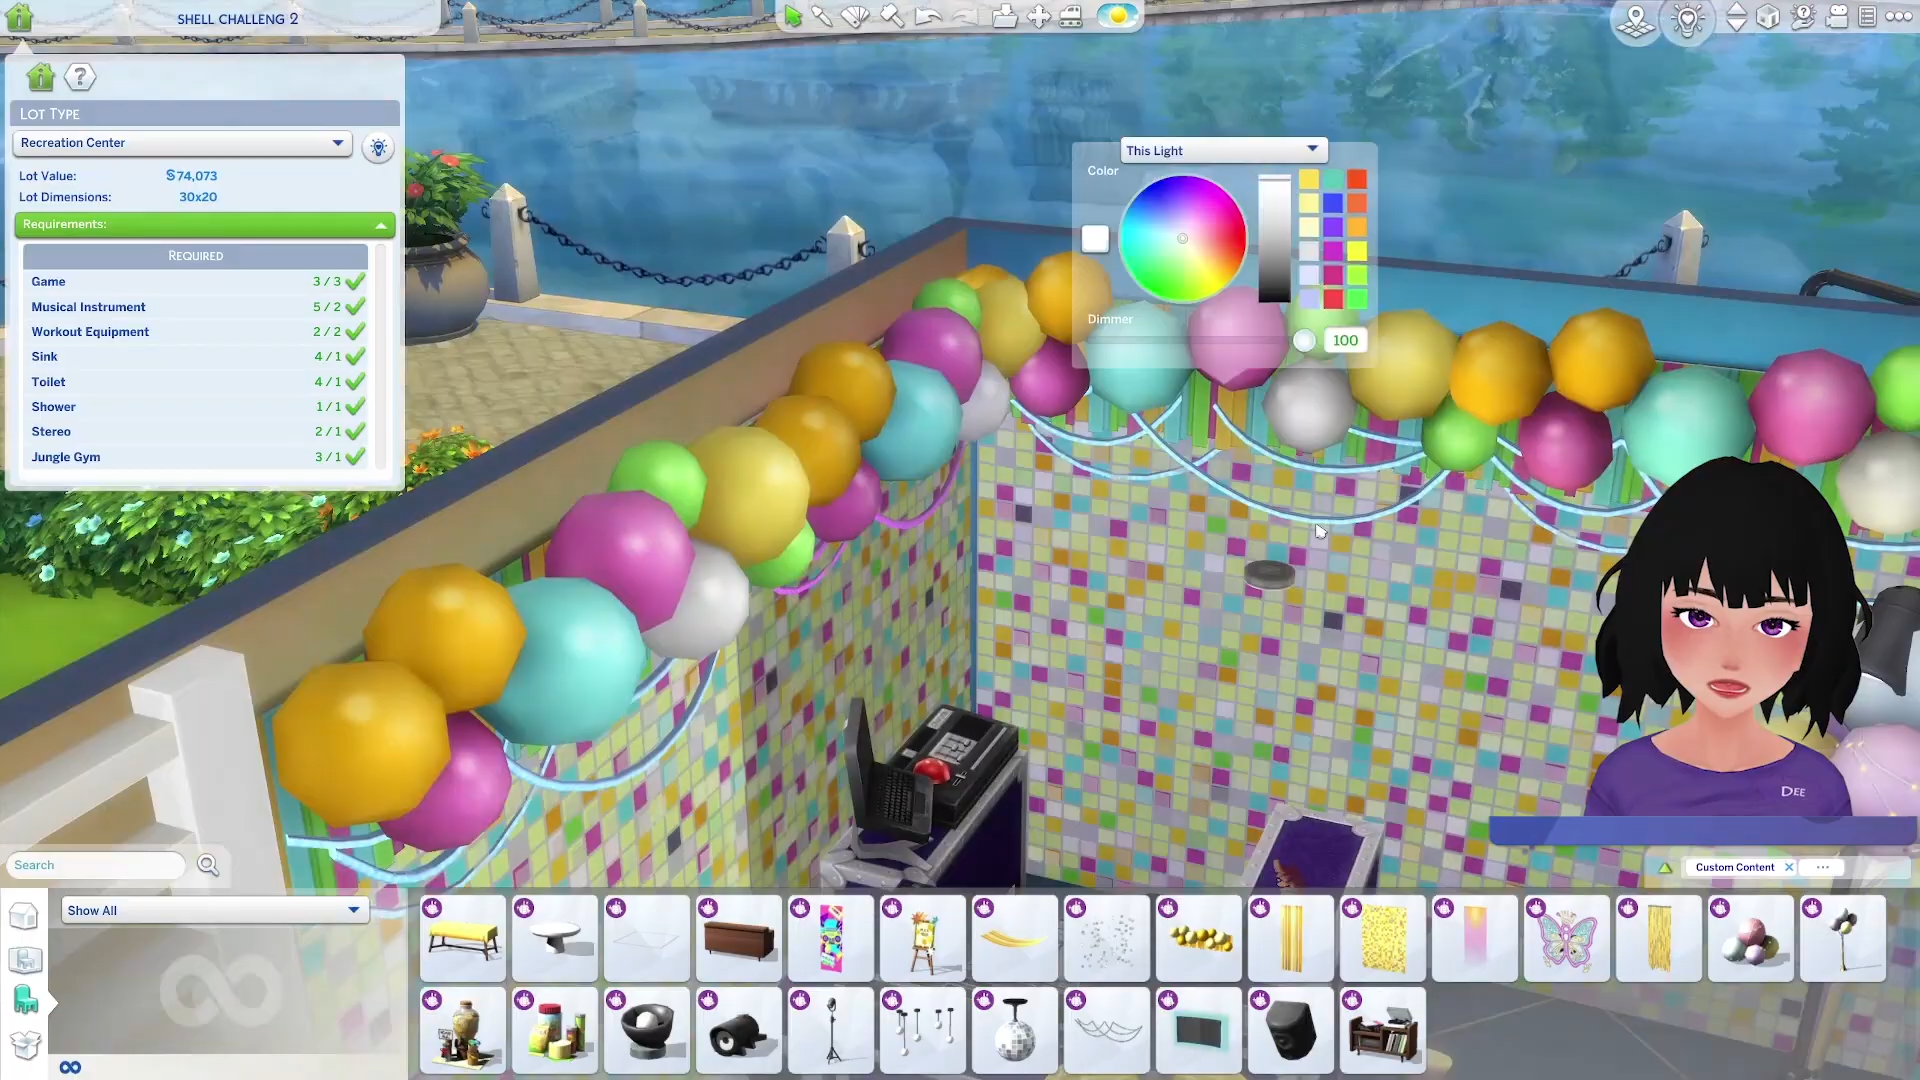 SHELL CHALLENG 2
LOT TYPE
Recreation Center
Lot Value: §74,073
Lot Dimensions: 30x20
Requirements:
REQUIRED
Game 3 / 3
Musical Instrument 5 / 2
Workout Equipment 2 / 2
Sink 4 / 1
Toilet 4 / 1
Shower 1 / 1
Stereo 2 / 1
Jungle Gym 3 / 1
This Light
Color
Dimmer
100
DEE
Search
Custom Content
Show All